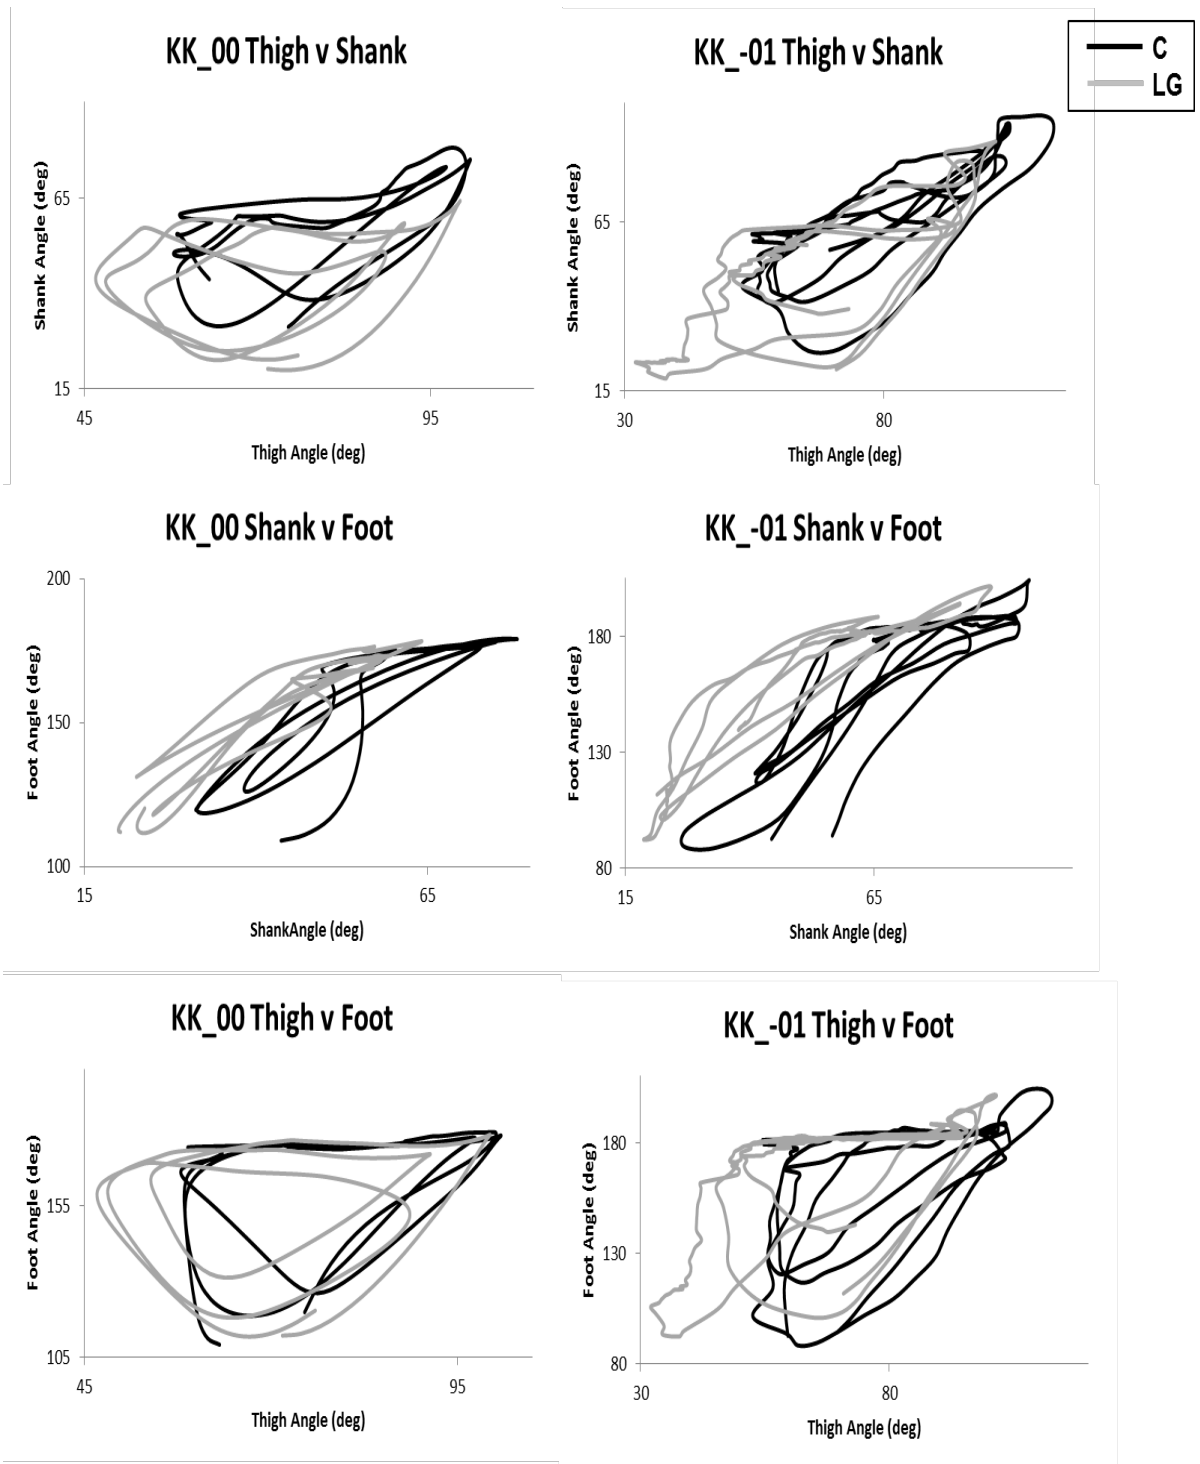 KK_00 Thigh v Shank
Shank Angle (deg)
65
15
45
95
Thigh Angle (deg)
KK_-01 Thigh v Shank
C
LG
Shank Angle (deg)
65
15
30
80
Thigh Angle (deg)
KK_00 Shank v Foot
Foot Angle (deg)
200
150
100
15
65
ShankAngle (deg)
KK_-01 Shank v Foot
Foot Angle (deg)
180
130
80
15
65
Shank Angle (deg)
KK_00 Thigh v Foot
Foot Angle (deg)
155
105
45
95
Thigh Angle (deg)
KK_-01 Thigh v Foot
Foot Angle (deg)
180
130
80
30
80
Thigh Angle (deg)